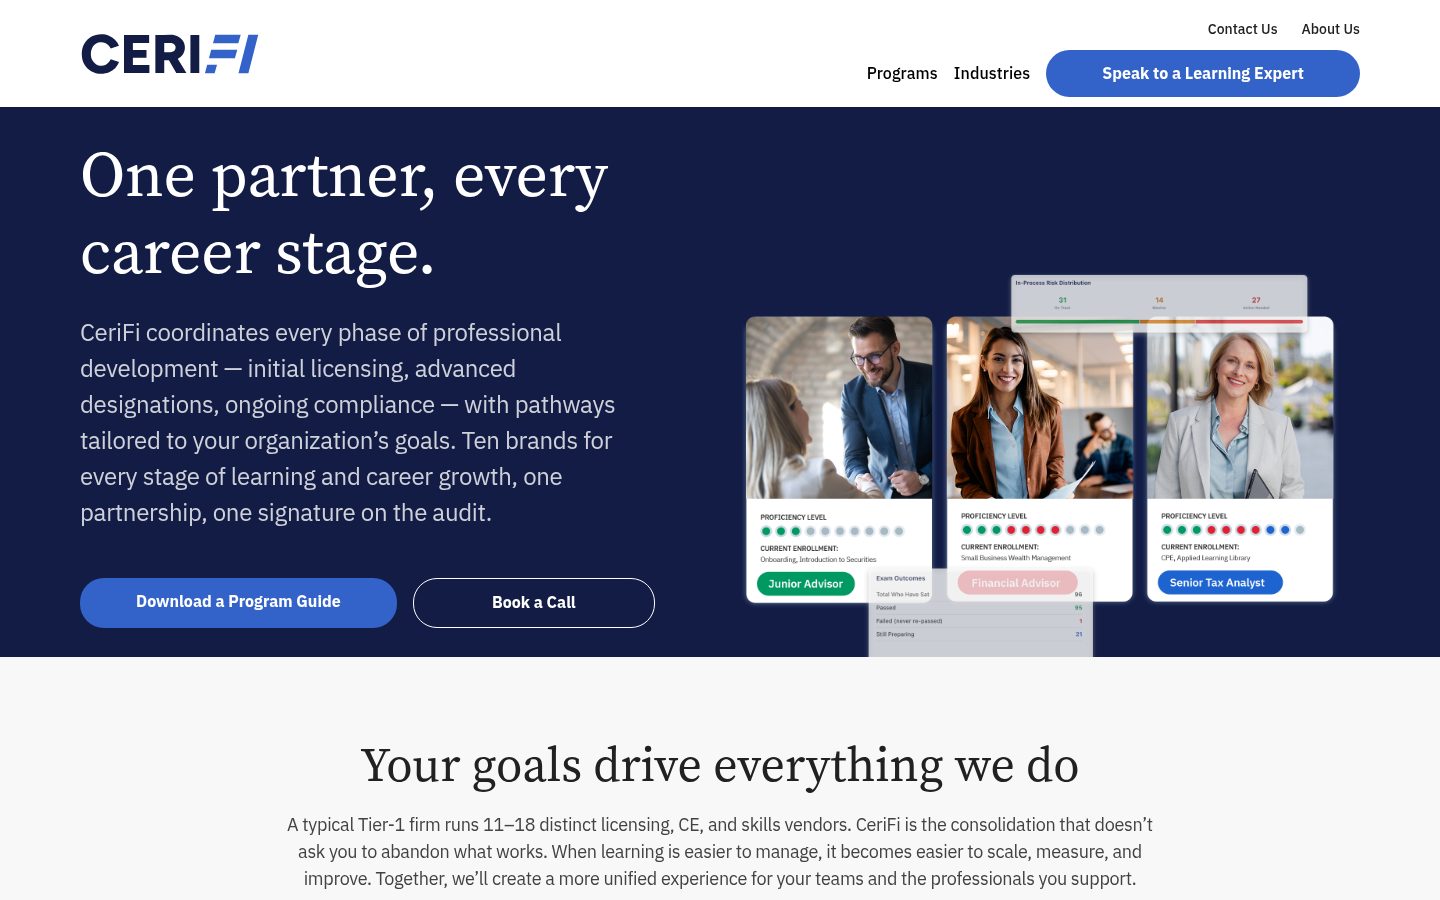 CERIFI
Contact Us
About Us
Programs
Industries
Speak to a Learning Expert
One partner, every
career stage.
CeriFi coordinates every phase of professional
development — initial licensing, advanced
designations, ongoing compliance — with pathways
tailored to your organization’s goals. Ten brands for
every stage of learning and career growth, one
partnership, one signature on the audit.
Download a Program Guide
Book a Call
In-Process Risk Distribution
31
14
27
PROFICIENCY LEVEL
CURRENT ENROLLMENT:
Onboarding, Introduction to Securities
Junior Advisor
PROFICIENCY LEVEL
CURRENT ENROLLMENT:
Small Business Wealth Management
Financial Advisor
PROFICIENCY LEVEL
CURRENT ENROLLMENT:
CPE, Applied Learning Library
Senior Tax Analyst
Exam Outcomes
Total Who Have Sat 96
Passed 95
Failed (never re-passed) 1
Still Preparing 21
Your goals drive everything we do
A typical Tier-1 firm runs 11–18 distinct licensing, CE, and skills vendors. CeriFi is the consolidation that doesn’t
ask you to abandon what works. When learning is easier to manage, it becomes easier to scale, measure, and
improve. Together, we’ll create a more unified experience for your teams and the professionals you support.